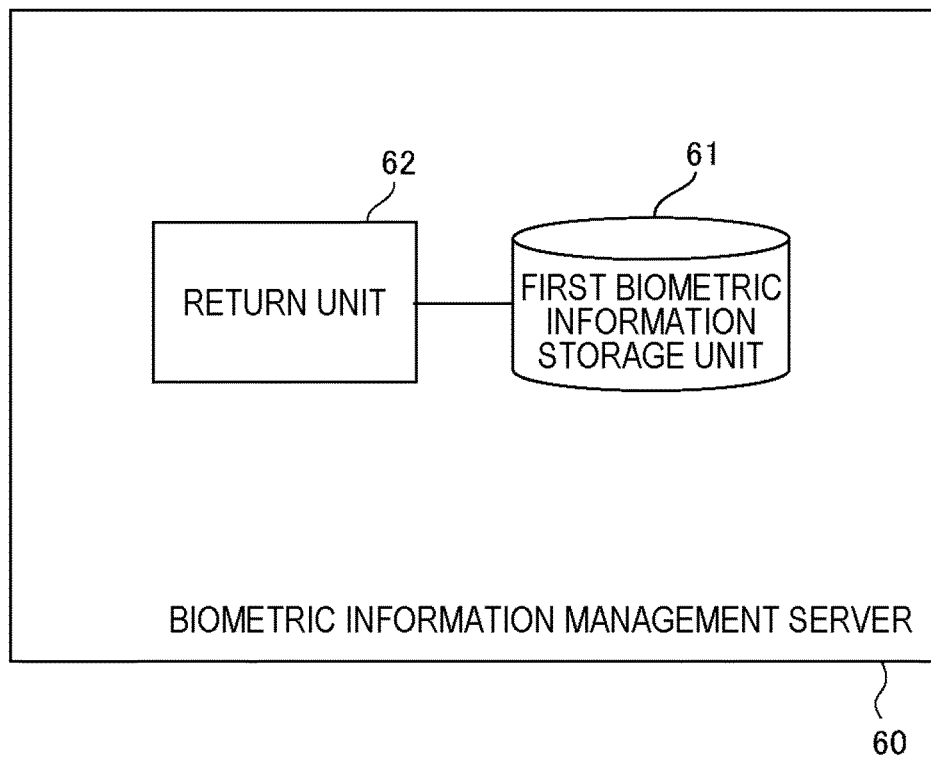 62
61
RETURN UNIT
FIRST BIOMETRIC
INFORMATION
STORAGE UNIT
BIOMETRIC INFORMATION MANAGEMENT SERVER
60